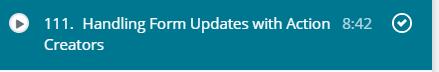 111. Handling Form Updates with Action 8:42
Creators